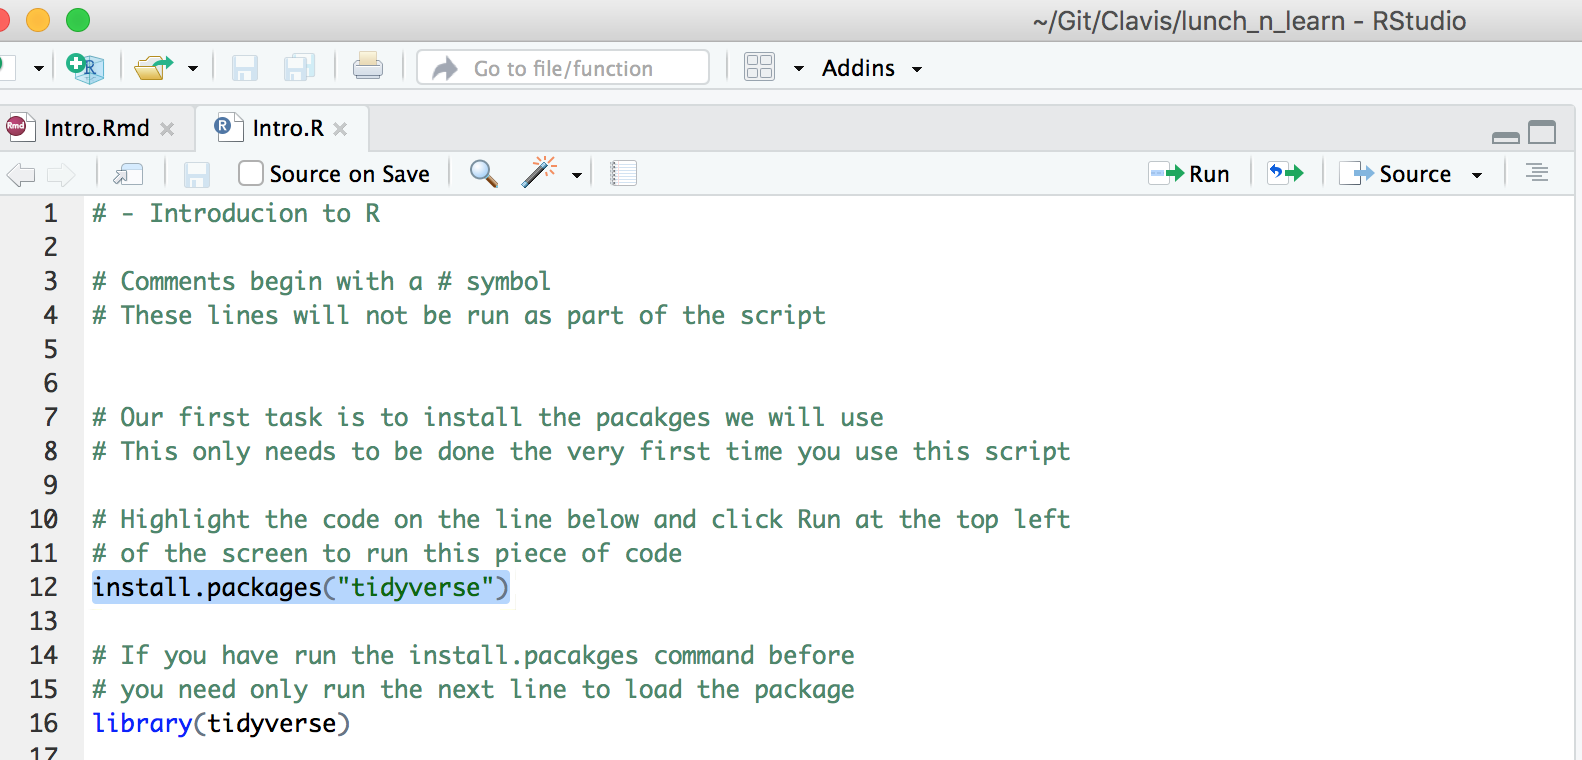 ~/Git/Clavis/lunch_n_learn - RStudio
R
Go to file/function
Addins
Rmd Intro.Rmd
R Intro.R
Source on Save
Run
Source
1 # - Introducion to R
2
3 # Comments begin with a # symbol
4 # These lines will not be run as part of the script
5
6
7 # Our first task is to install the pacakges we will use
8 # This only needs to be done the very first time you use this script
9
10 # Highlight the code on the line below and click Run at the top left
11 # of the screen to run this piece of code
12 install.packages("tidyverse")
13
14 # If you have run the install.pacakges command before
15 # you need only run the next line to load the package
16 library(tidyverse)
17